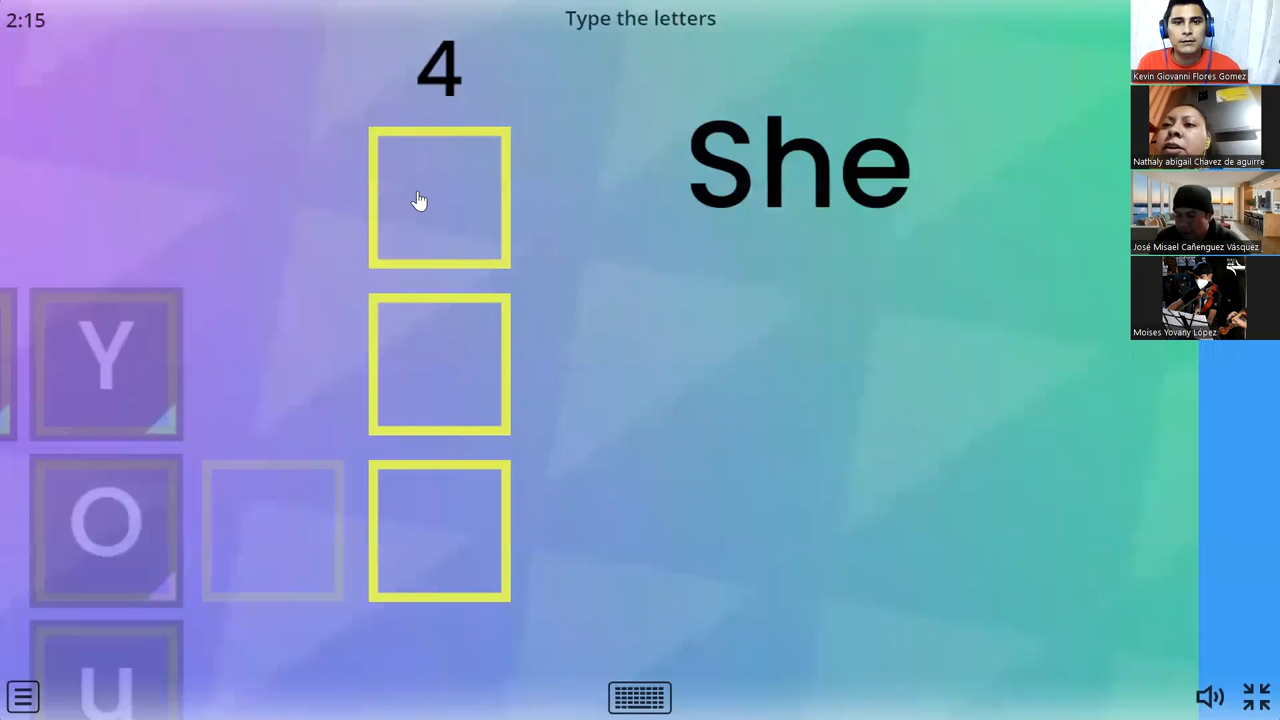 2:15
Type the letters
4
She
Y
O
u
Kevin Giovanni Flores Gomez
Nathaly abigail Chavez de aguirre
José Misael Cañenguez Vásquez
Moises Yovany López